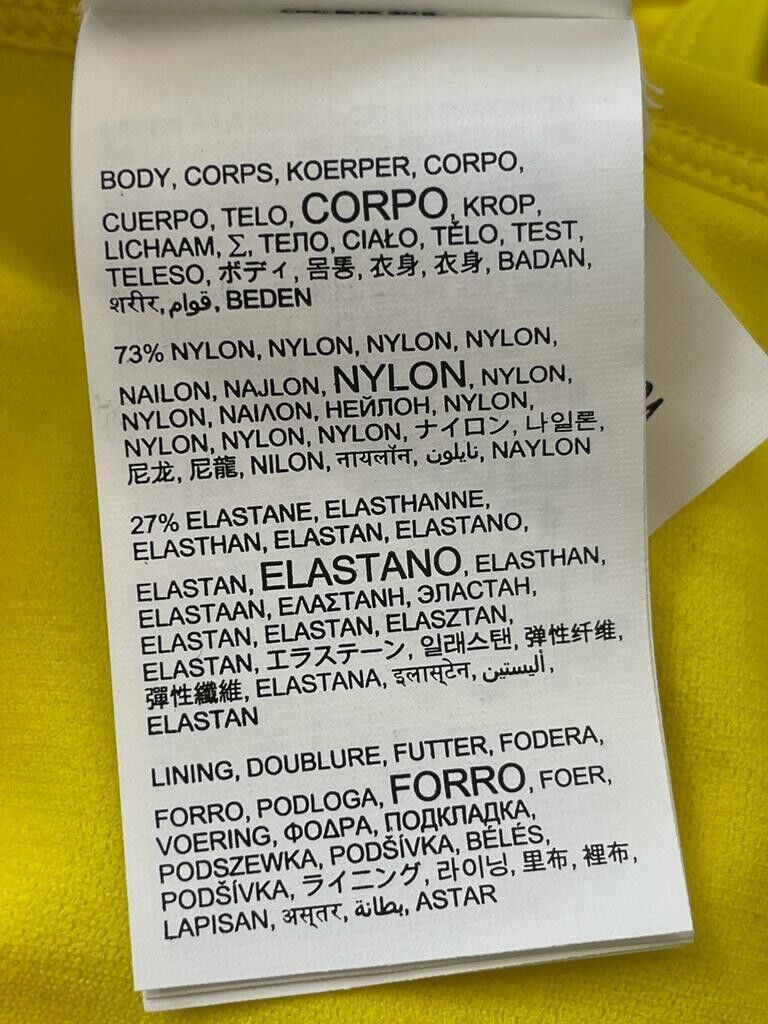 BODY, CORPS, KOERPER, CORPO,
CUERPO, TELO, CORPO, KROP,
LICHAAM, Σ, ТЕЛО, CIAŁO, TĚLO, TEST,
TELESO, ボディ, 몸통, 衣身, 衣身, BADAN,
शरीर, قوام, BEDEN
73% NYLON, NYLON, NYLON, NYLON,
NAILON, NAJLON, NYLON, NYLON,
NYLON, ΝΑΙΛΟΝ, НЕЙЛОН, NYLON,
NYLON, NYLON, NYLON, ナイロン, 나일론,
尼龙, 尼龍, NILON, नायलॉन, نايلون, NAYLON
27% ELASTANE, ELASTHANNE,
ELASTHAN, ELASTAN, ELASTANO,
ELASTAN, ELASTANO, ELASTHAN,
ELASTAAN, ΕΛΑΣΤΑΝΗ, ЭЛАСТАН,
ELASTAN, ELASTAN, ELASZTAN,
ELASTAN, エラステーン, 일래스탠, 弹性纤维,
彈性纖維, ELASTANA, इलास्टेन, أليستين,
ELASTAN
LINING, DOUBLURE, FUTTER, FODERA,
FORRO, PODLOGA, FORRO, FOER,
VOERING, ΦΟΔΡΑ, ПОДКЛАДКА,
PODSZEWKA, PODŠÍVKA, BÉLÉS,
PODŠÍVKA, ライニング, 라이닝, 里布, 裡布,
LAPISAN, अस्तर, بطانة, ASTAR